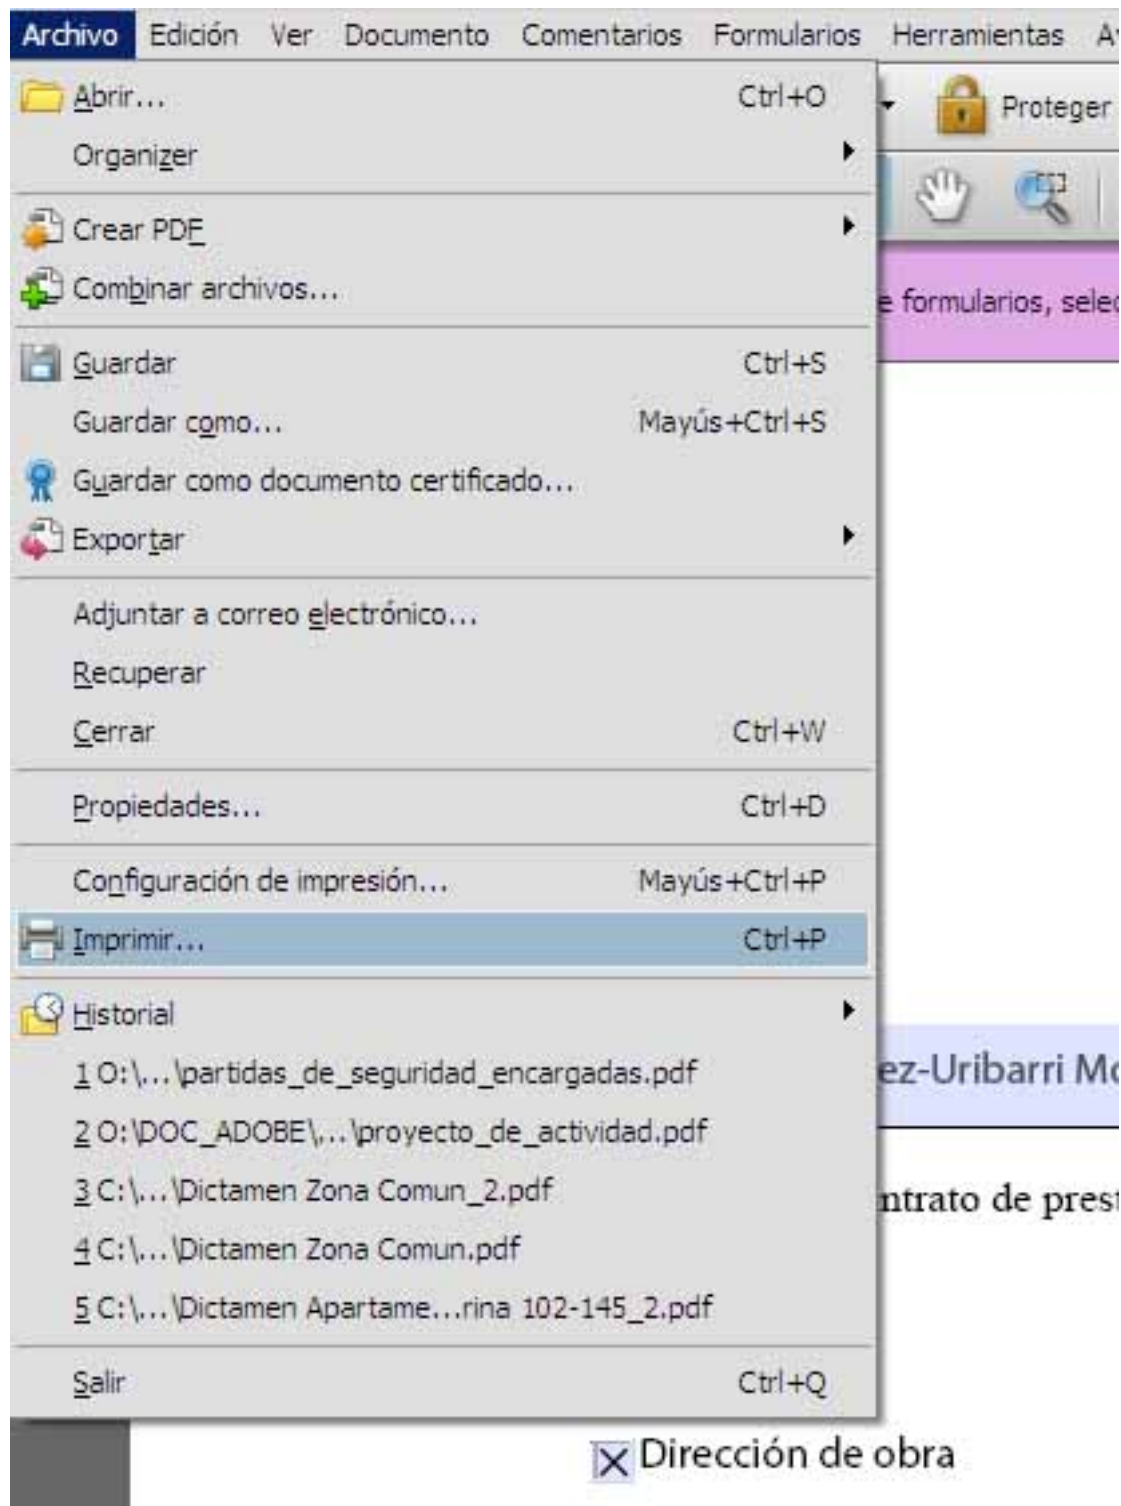 Archivo Edición Ver Documento Comentarios Formularios Herramientas
Abrir... Ctrl+O
Proteger
Organizer
Crear PDF
Combinar archivos...
e formularios, selec
Guardar Ctrl+S
Guardar como... Mayús+Ctrl+S
Guardar como documento certificado...
Exportar
Adjuntar a correo electrónico...
Recuperar
Cerrar Ctrl+W
Propiedades... Ctrl+D
Configuración de impresión... Mayús+Ctrl+P
Imprimir... Ctrl+P
Historial
1 O:\...\partidas_de_seguridad_encargadas.pdf
ez-Uribarri Mo
2 O:\DOC_ADOBE\...\proyecto_de_actividad.pdf
3 C:\...\Dictamen Zona Comun_2.pdf
ntrato de prest
4 C:\...\Dictamen Zona Comun.pdf
5 C:\...\Dictamen Apartame...rina 102-145_2.pdf
Salir Ctrl+Q
Dirección de obra